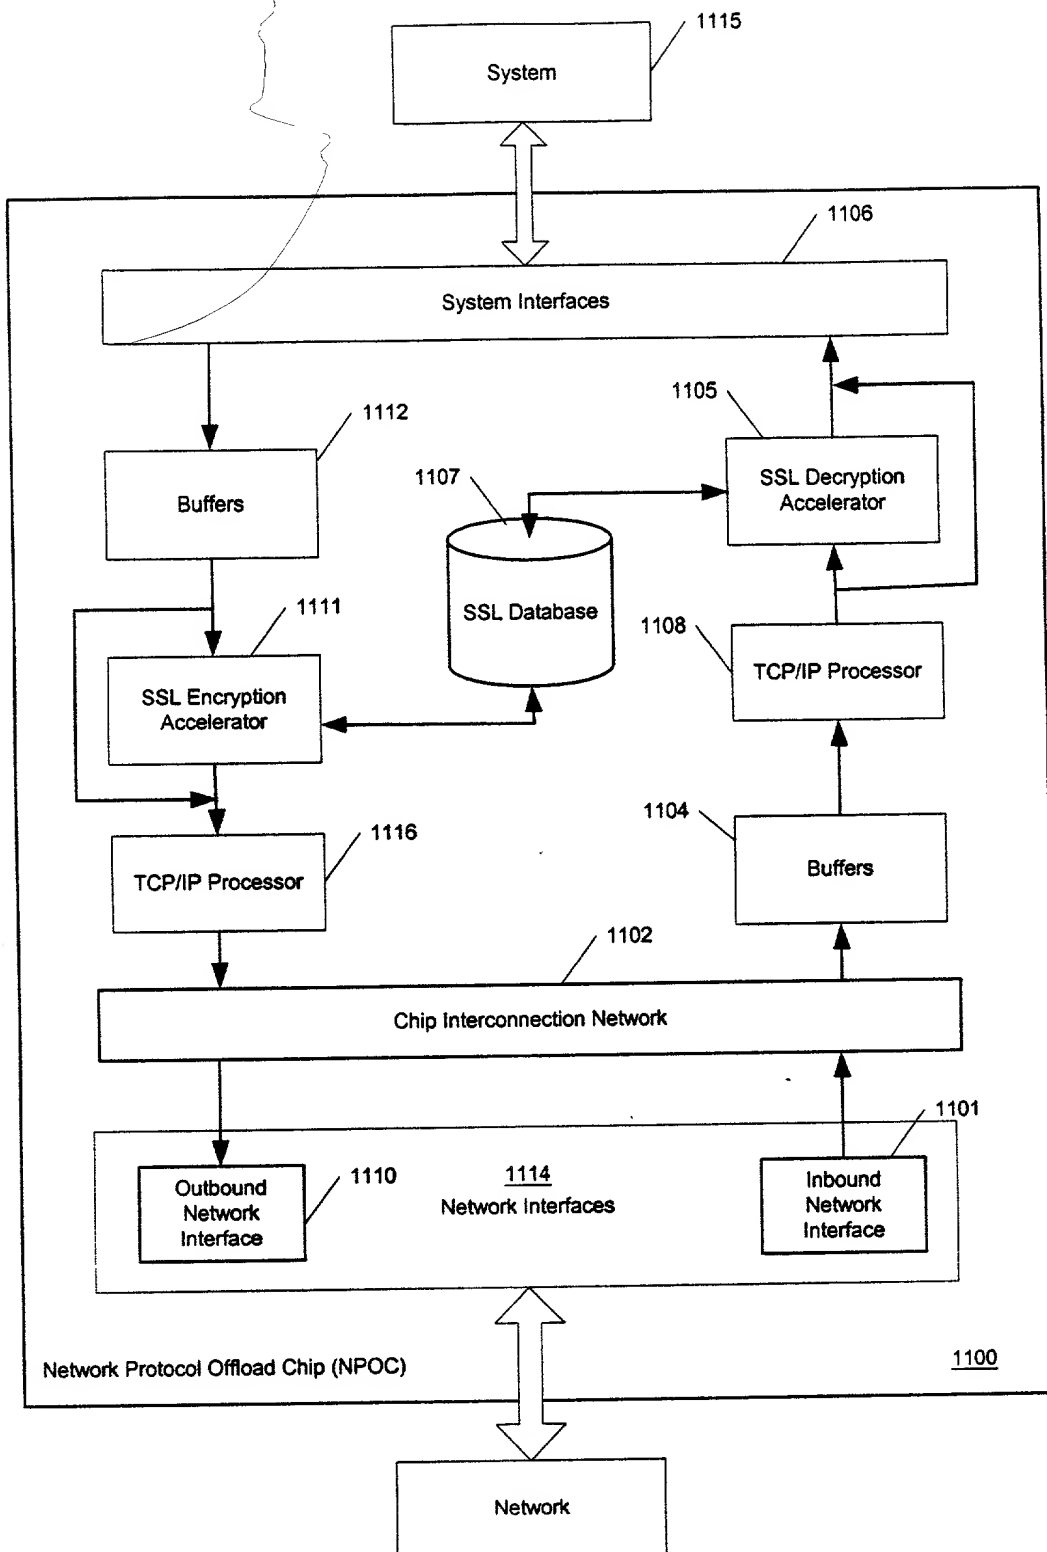 1115
System
1106
System Interfaces
1105
1112
1107
SSL Decryption
Accelerator
Buffers
SSL Database
1111
1108
SSL Encryption
Accelerator
TCP/IP Processor
1104
1116
Buffers
TCP/IP Processor
1102
Chip Interconnection Network
1101
Outbound
Network
Interface
1110
1114
Network Interfaces
Inbound
Network
Interface
Network Protocol Offload Chip (NPOC)
1100
Network